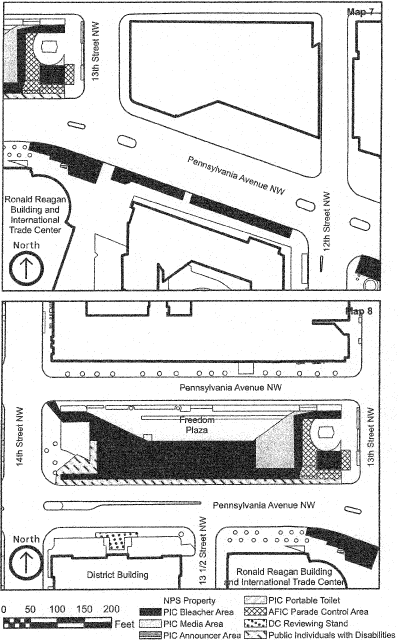 Map 7
13th Street NW
Pennsylvania Avenue NW
Ronald Reagan
Building and
International
Trade Center
North
12th Street NW
Map 8
Pennsylvania Avenue NW
Freedom
Plaza
14th Street NW
13th Street NW
Pennsylvania Avenue NW
North
13 1/2 Street NW
District Building
Ronald Reagan Building
and International Trade Center
0 50 100 150 200
Feet
NPS Property
PIC Bleacher Area
PIC Media Area
PIC Announcer Area
PIC Portable Toilet
AFIC Parade Control Area
DC Reviewing Stand
Public Individuals with Disabilities